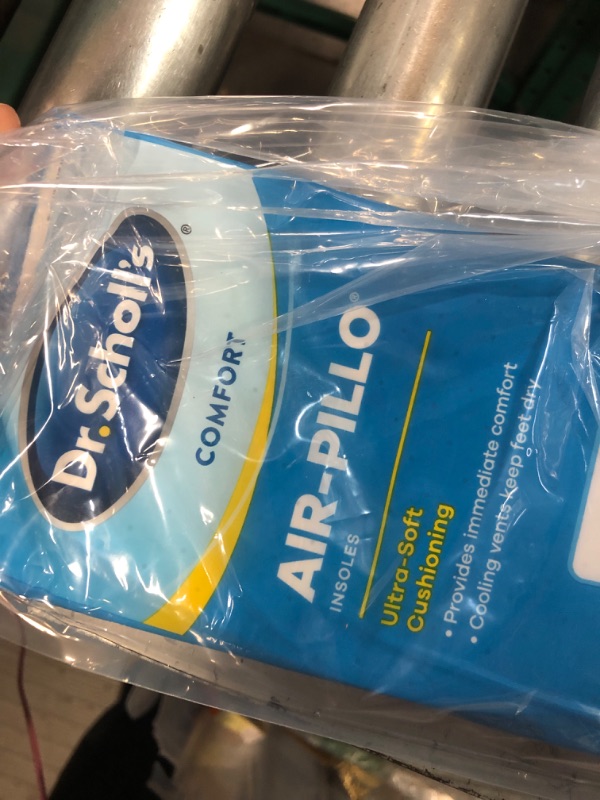 Dr.Scholl's®
COMFORT
AIR-PILLO®
INSOLES
Ultra-Soft
Cushioning
• Provides immediate comfort
• Cooling vents keep feet dry